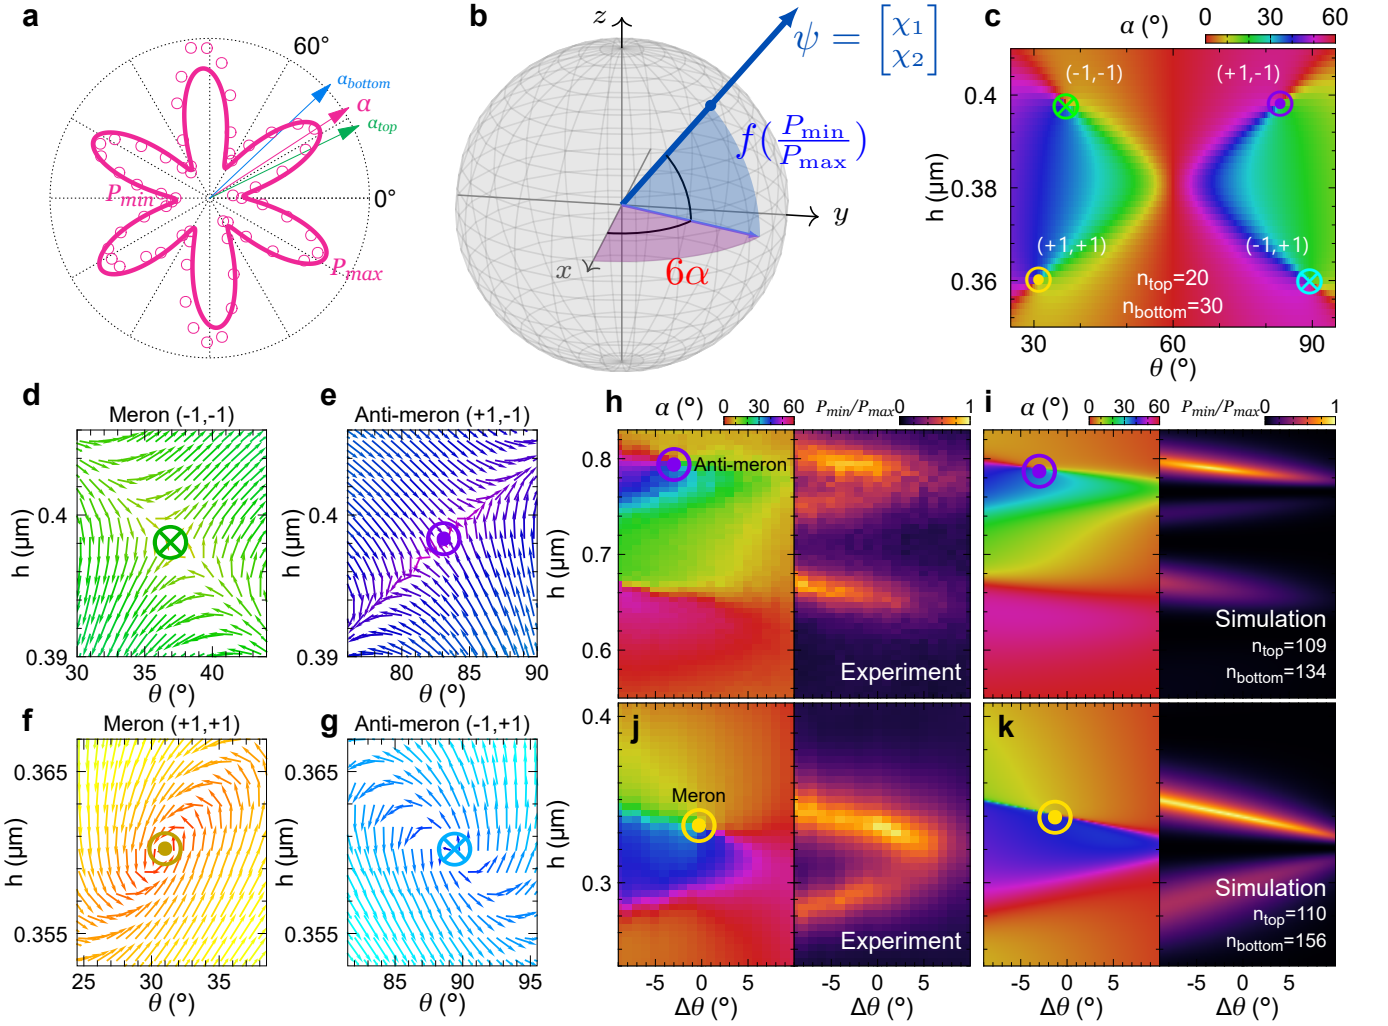 a
60°
a_bottom
a
a_top
0°
P_min
P_max
b
z
ψ = [χ1 χ2]
f(P_min/P_max)
y
x
6α
c
α (°) 0 30 60
(-1,-1) (+1,-1)
0.4
h (μm)
0.38
(+1,+1) (-1,+1)
n_top=20
0.36
n_bottom=30
30 60 90
θ (°)
d
Meron (-1,-1)
0.4
h (μm)
0.39
30 35 40
θ (°)
e
Anti-meron (+1,-1)
0.4
h (μm)
0.39
80 85 90
θ (°)
f
Meron (+1,+1)
0.365
h (μm)
0.355
25 30 35
θ (°)
g
Anti-meron (-1,+1)
0.365
h (μm)
0.355
85 90 95
θ (°)
h
α (°) 0 30 60
P_min/P_max 0 1
0.8
Anti-meron
0.7
h (μm)
0.6
Experiment
i
α (°) 0 30 60
P_min/P_max 0 1
Simulation
n_top=109
n_bottom=134
j
0.4
Meron
h (μm)
0.3
Experiment
-5 0 5 -5 0 5
Δθ (°) Δθ (°)
k
Simulation
n_top=110
n_bottom=156
-5 0 5 -5 0 5
Δθ (°) Δθ (°)